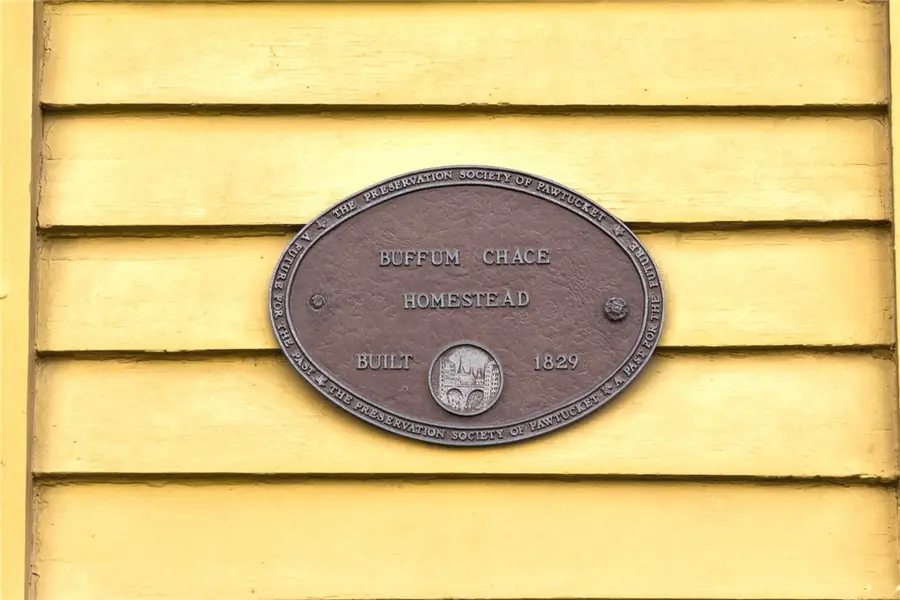 THE PRESERVATION SOCIETY OF PAWTUCKET
A PAST FOR THE FUTURE
THE PRESERVATION SOCIETY OF PAWTUCKET
A FUTURE FOR THE PAST
BUFFUM CHACE
HOMESTEAD
BUILT 1829